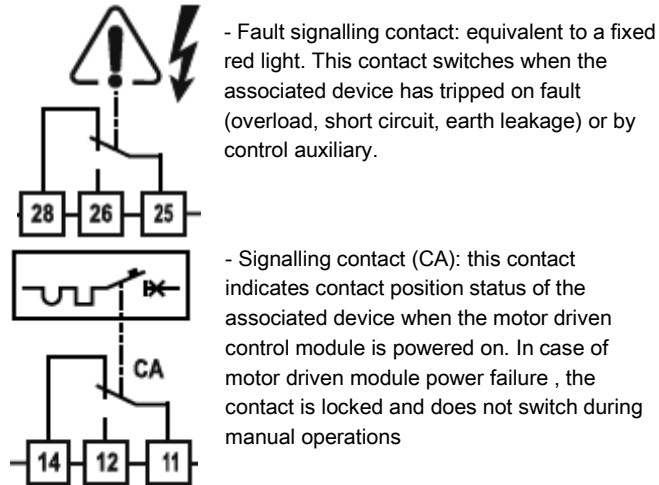 - Fault signalling contact: equivalent to a fixed
red light. This contact switches when the
associated device has tripped on fault
(overload, short circuit, earth leakage) or by
control auxiliary.
28 26 25
- Signalling contact (CA): this contact
indicates contact position status of the
associated device when the motor driven
control module is powered on. In case of
motor driven module power failure , the
contact is locked and does not switch during
manual operations
CA
14 12 11